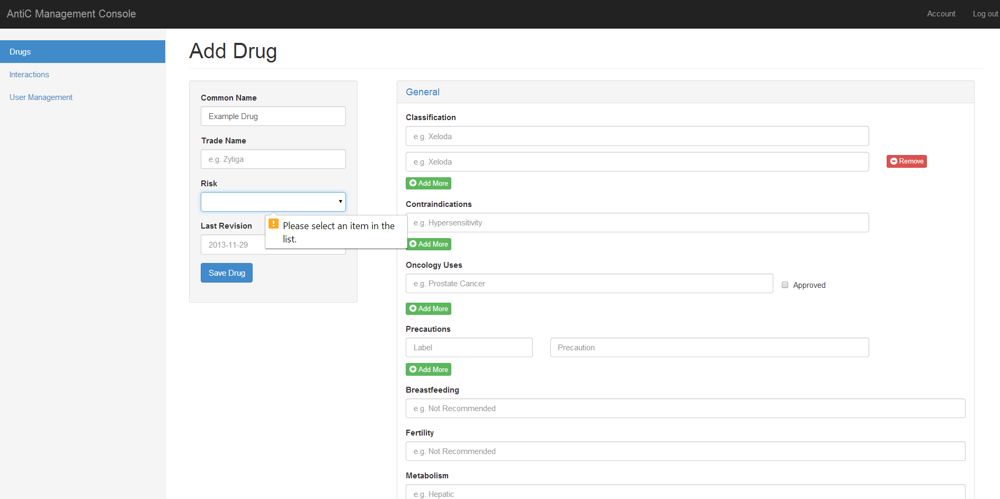 AntiC Management Console
Account
Log out
Drugs
Interactions
User Management
Add Drug
Common Name
Example Drug
Trade Name
e.g. Zytiga
Risk
Please select an item in the
list.
Last Revision
2013-11-29
Save Drug
General
Classification
e.g. Xeloda
e.g. Xeloda
Remove
Add More
Contraindications
e.g. Hypersensitivity
Add More
Oncology Uses
e.g. Prostate Cancer
Approved
Add More
Precautions
Label
Precaution
Add More
Breastfeeding
e.g. Not Recommended
Fertility
e.g. Not Recommended
Metabolism
e.g. Hepatic